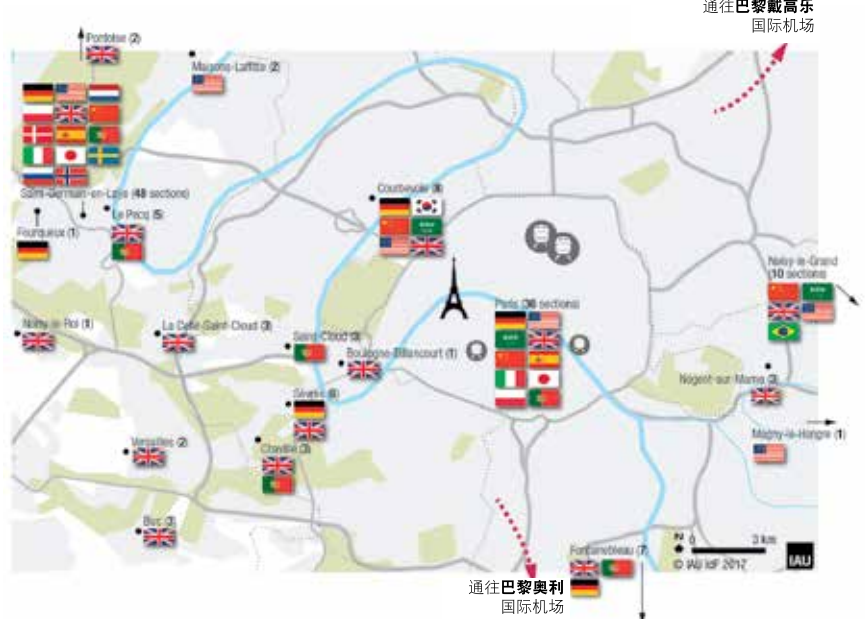 通往巴黎戴高乐
国际机场
Pontoise (2)
Maisons-Laffitte (2)
Saint-Germain-en-Laye (48 sections)
Courbevoie (8)
Le Pecq (5)
Fourqueux (1)
Noisy-le-Grand
(10 sections)
Paris (36 sections)
Noisy-le-Roi (1)
La Celle-Saint-Cloud (3)
Saint-Cloud (3)
Boulogne-Billancourt (1)
Nogent-sur-Marne (3)
Sèvres (6)
Magny-le-Hongre (1)
Versailles (2)
Chaville (3)
Buc (3)
N 0 3 km
Fontainebleau (7)
© IAU îdF 2017
IAU
通往巴黎奥利
国际机场